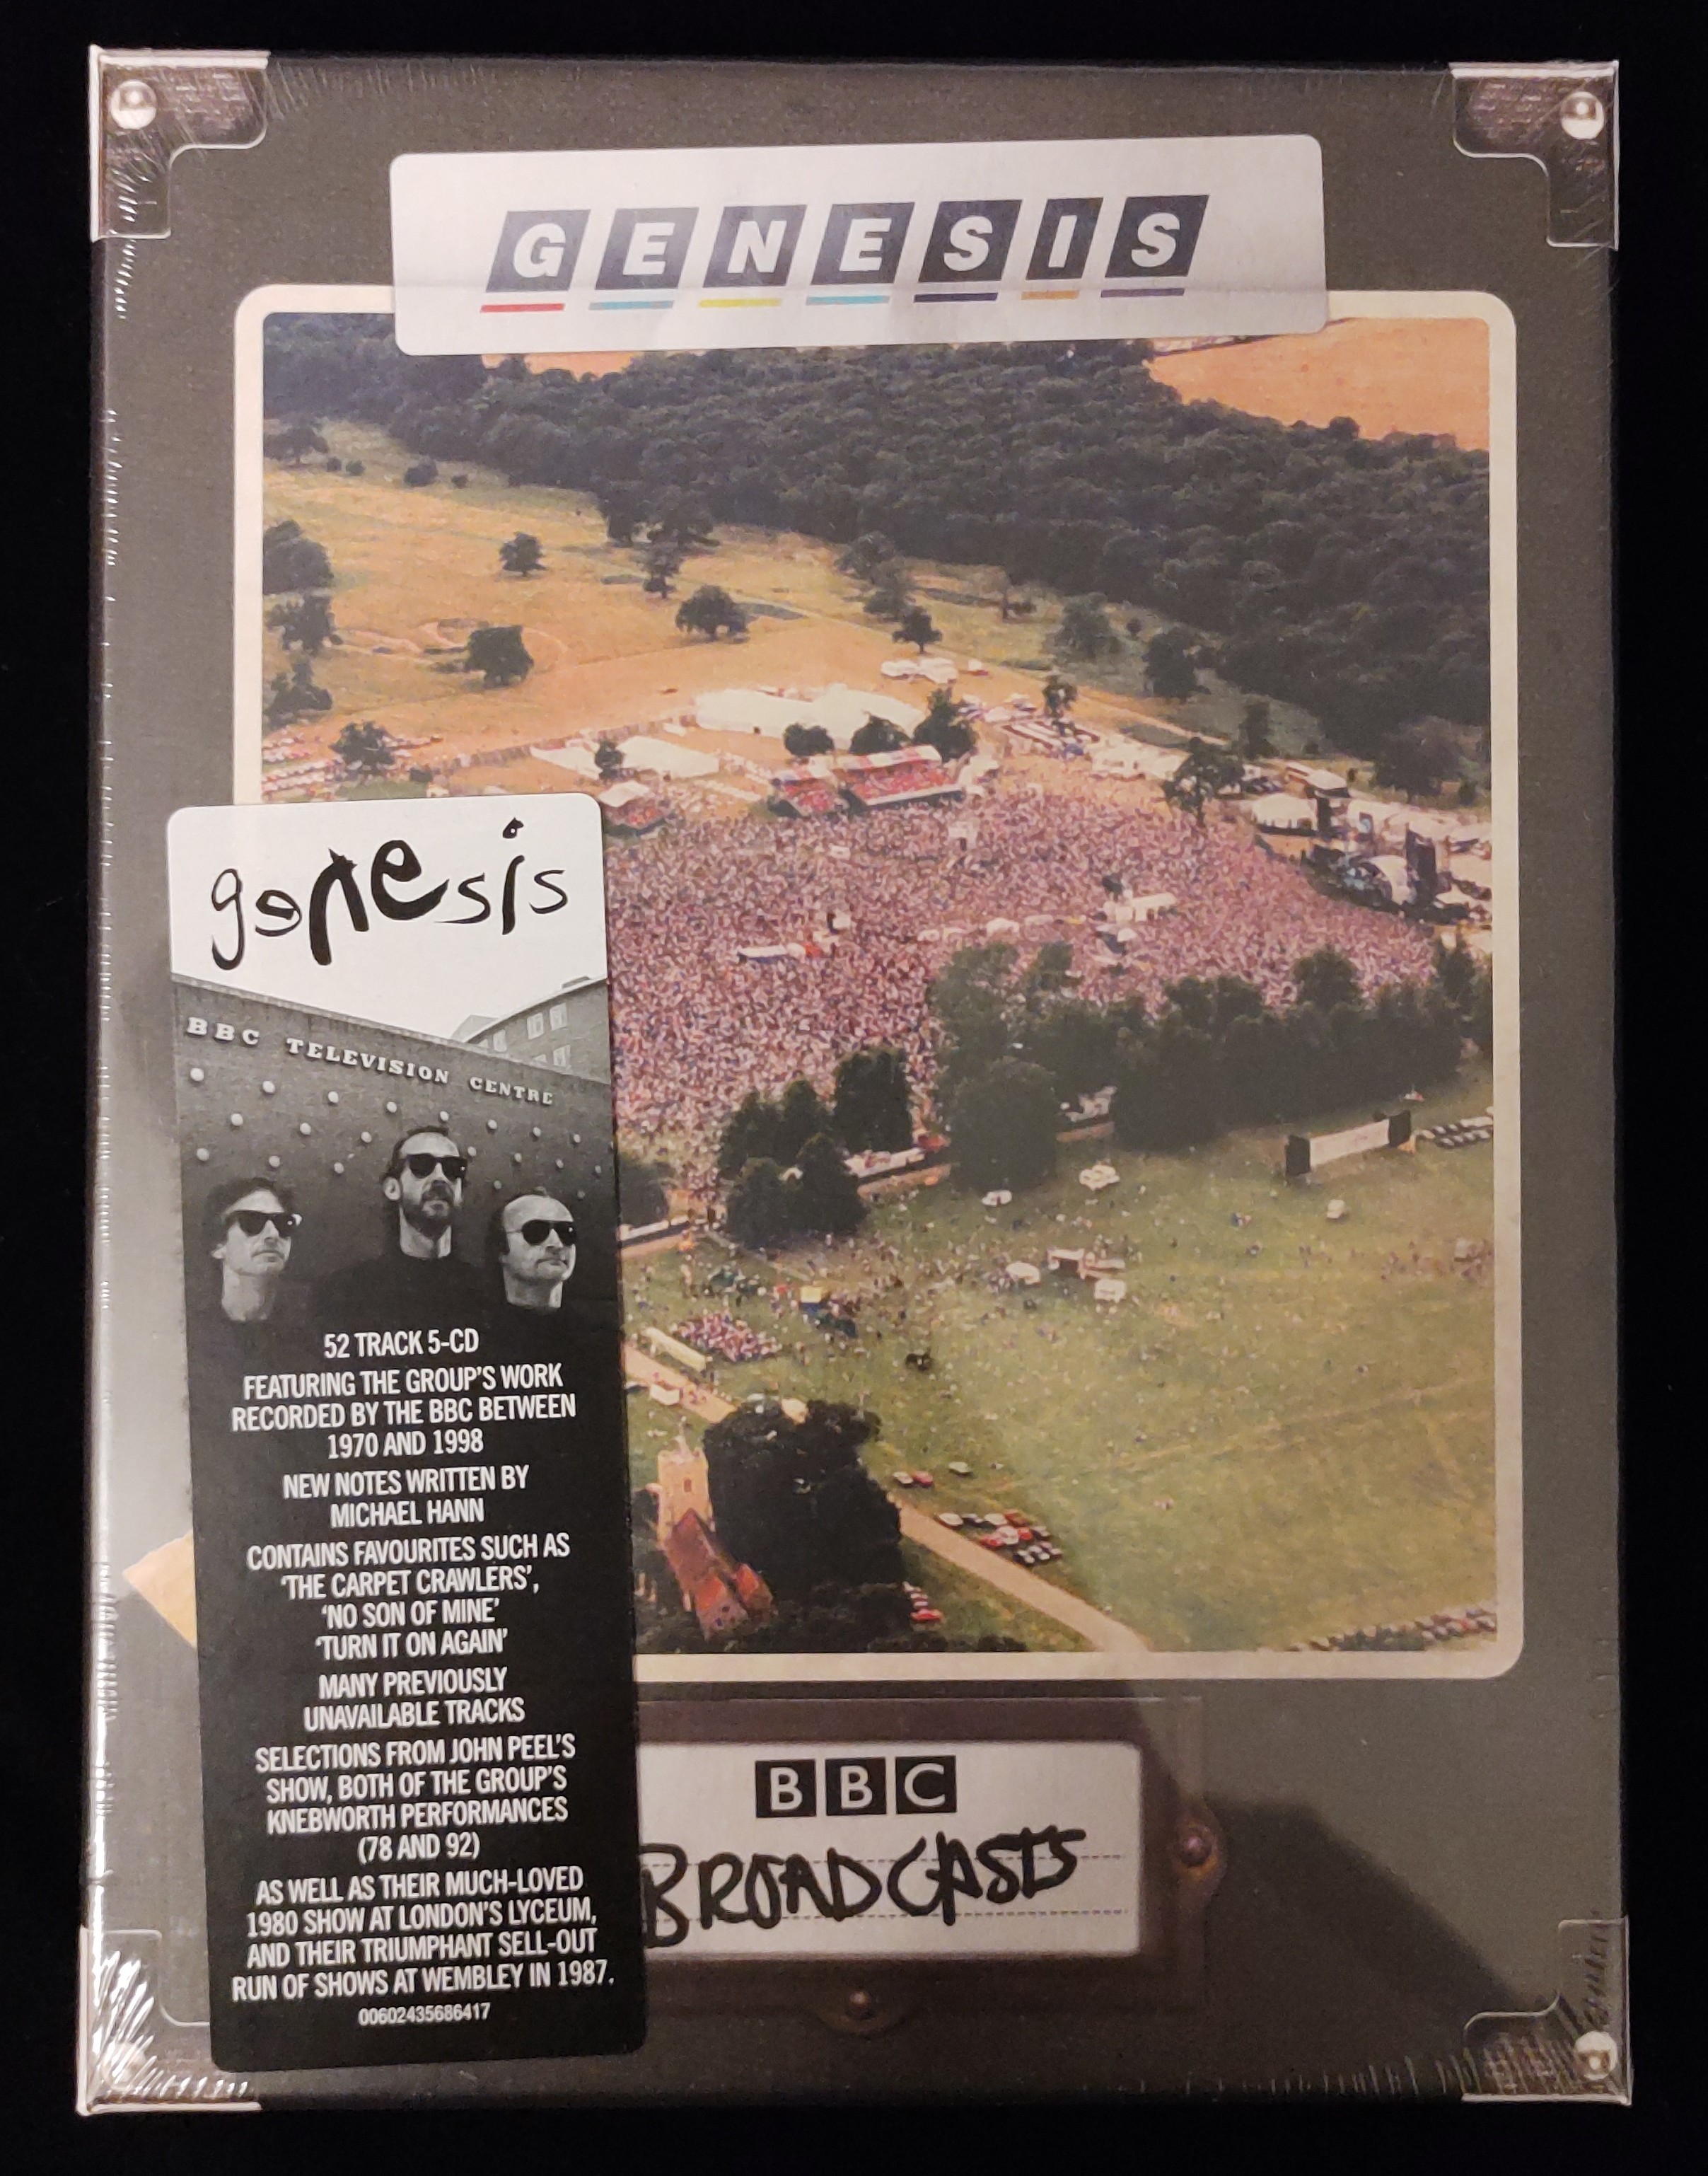 GENESIS
genesis
BBC TELEVISION CENTRE
52 TRACK 5-CD
FEATURING THE GROUP'S WORK
RECORDED BY THE BBC BETWEEN
1970 AND 1998
NEW NOTES WRITTEN BY
MICHAEL HANN
CONTAINS FAVOURITES SUCH AS
'THE CARPET CRAWLERS',
'NO SON OF MINE'
'TURN IT ON AGAIN'
MANY PREVIOUSLY
UNAVAILABLE TRACKS
SELECTIONS FROM JOHN PEEL'S
SHOW, BOTH OF THE GROUP'S
KNEBWORTH PERFORMANCES
(78 AND 92)
AS WELL AS THEIR MUCH-LOVED
1980 SHOW AT LONDON'S LYCEUM,
AND THEIR TRIUMPHANT SELL-OUT
RUN OF SHOWS AT WEMBLEY IN 1987.
00602435686417
BBC
BROADCASTS